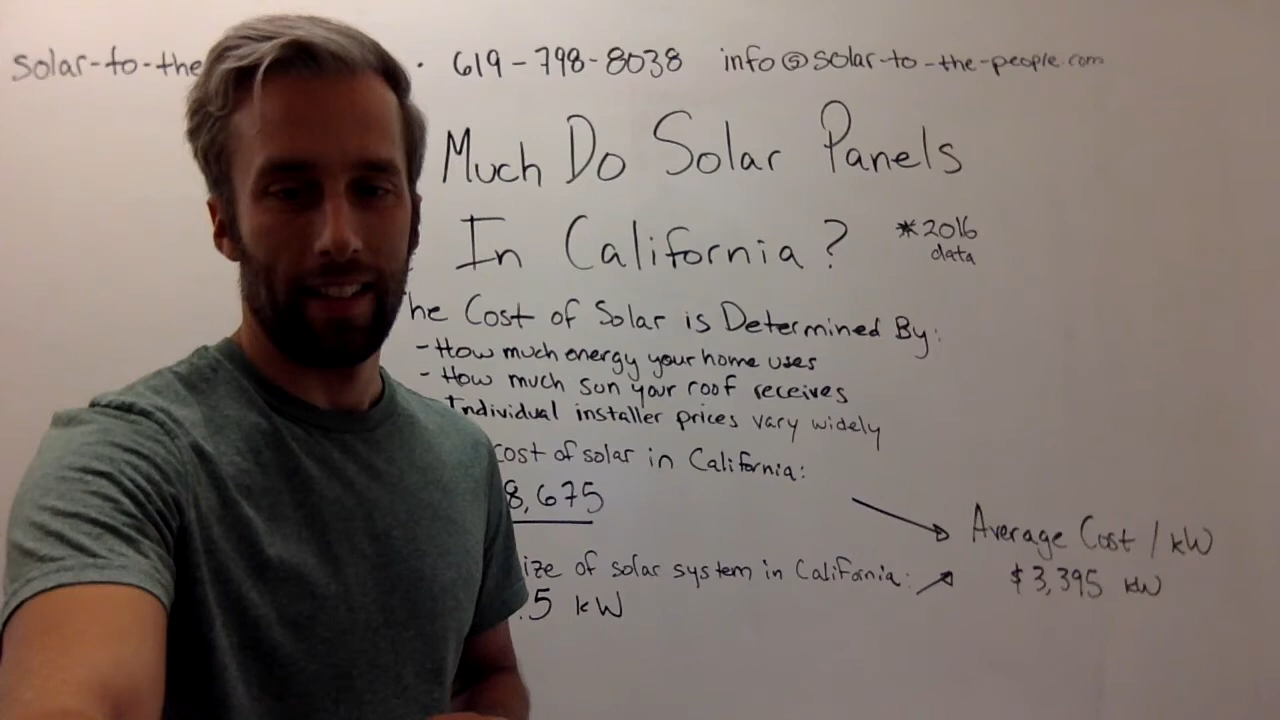 solar-to-the · 619-798-8038 info@solar-to-the-people.com
Much Do Solar Panels
In California? *2016
data
he Cost of Solar is Determined By:
- How much energy your home uses
- How much sun your roof receives
Individual installer prices vary widely
cost of solar in California:
8,675
Average Cost / kW
ize of solar system in California:
$3,395 kW
.5 kW